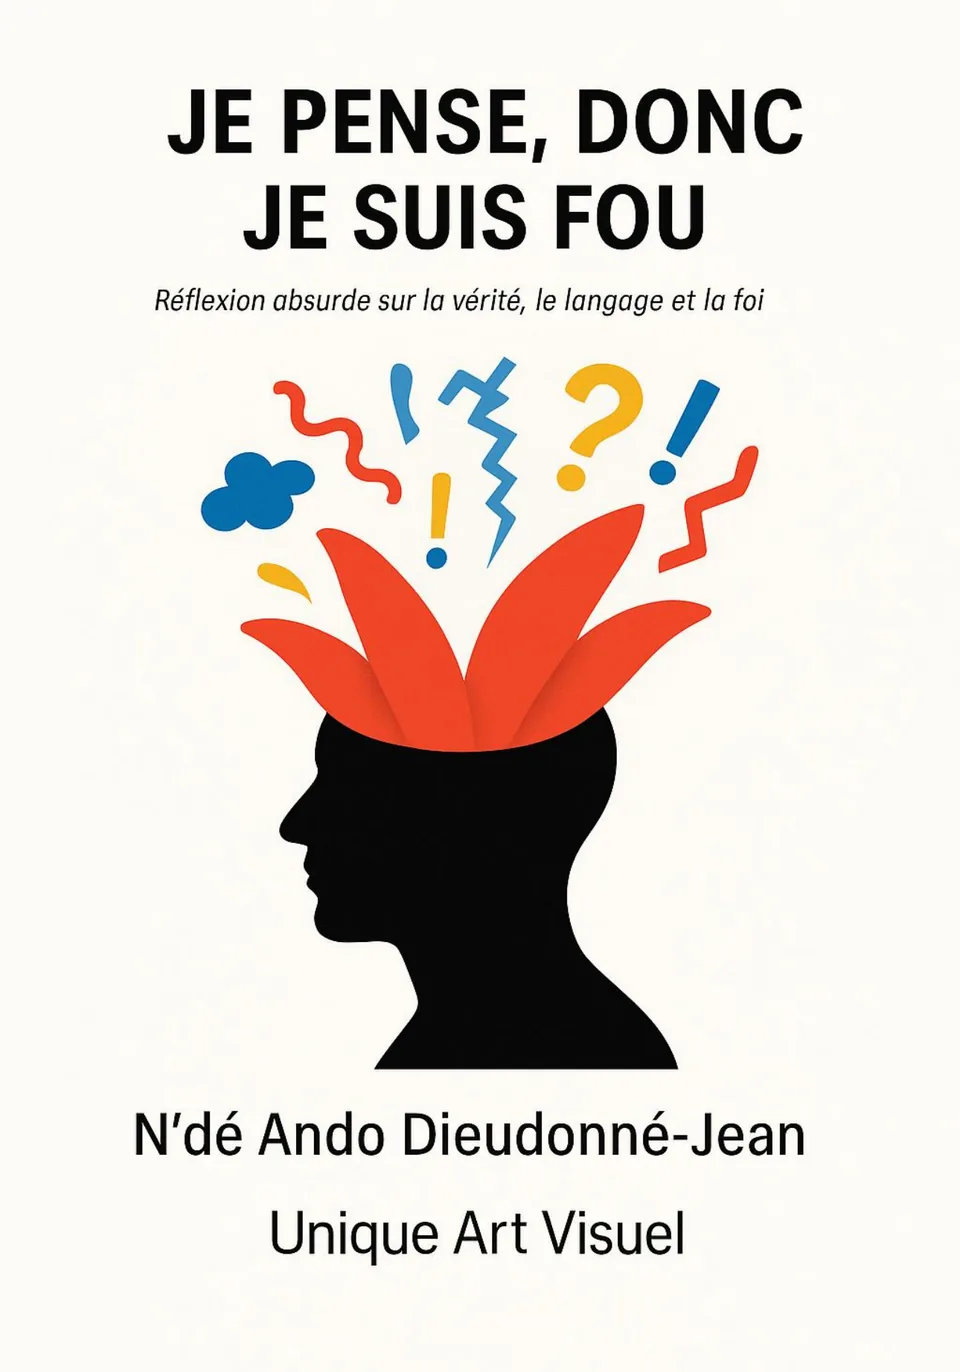 JE PENSE, DONC
JE SUIS FOU
Réflexion absurde sur la vérité, le langage et la foi
N’dé Ando Dieudonné-Jean
Unique Art Visuel